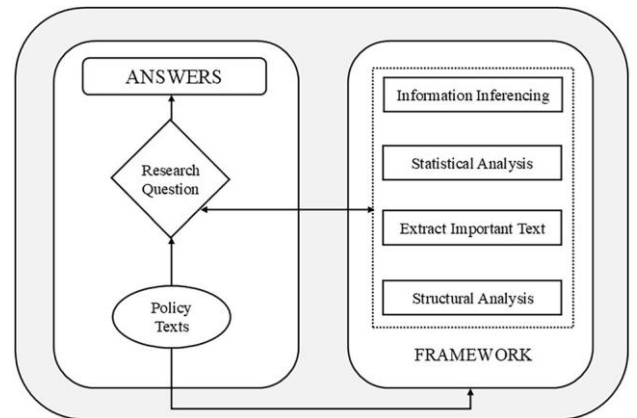 ANSWERS
Research
Question
Policy
Texts
Information Inferencing
Statistical Analysis
Extract Important Text
Structural Analysis
FRAMEWORK